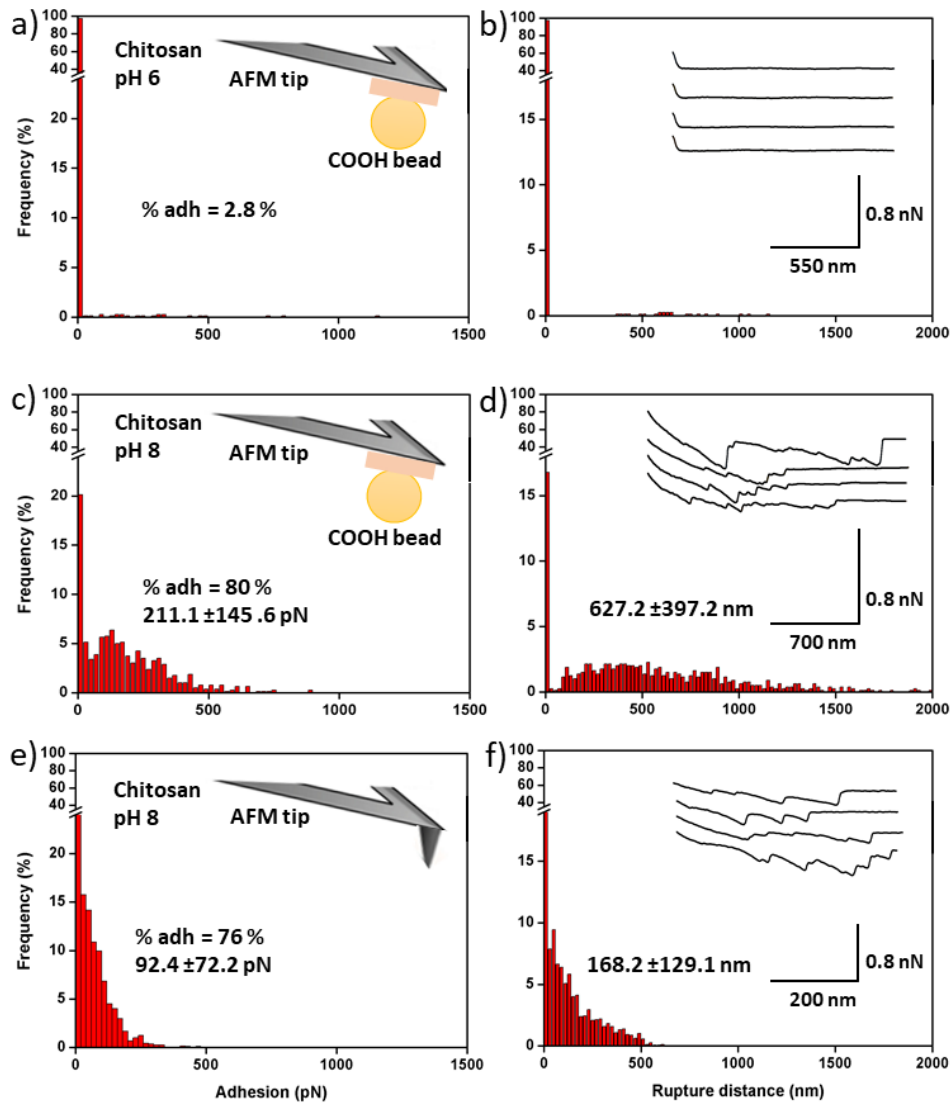 a)
Chitosan
pH 6
AFM tip
COOH bead
% adh = 2.8 %
Frequency (%)
100
80
60
40
20
15
10
5
0
0
500
1000
1500
b)
0.8 nN
550 nm
100
80
60
40
15
10
5
0
0
500
1000
1500
2000
c)
Chitosan
pH 8
AFM tip
COOH bead
% adh = 80 %
211.1 ±145 .6 pN
Frequency (%)
100
80
60
40
20
15
10
5
0
0
500
1000
1500
d)
627.2 ±397.2 nm
0.8 nN
700 nm
100
80
60
40
15
10
5
0
0
500
1000
1500
2000
e)
Chitosan
pH 8
AFM tip
% adh = 76 %
92.4 ±72.2 pN
Frequency (%)
100
80
60
40
20
15
10
5
0
0
500
1000
1500
Adhesion (pN)
f)
168.2 ±129.1 nm
0.8 nN
200 nm
100
80
60
40
15
10
5
0
0
500
1000
1500
2000
Rupture distance (nm)